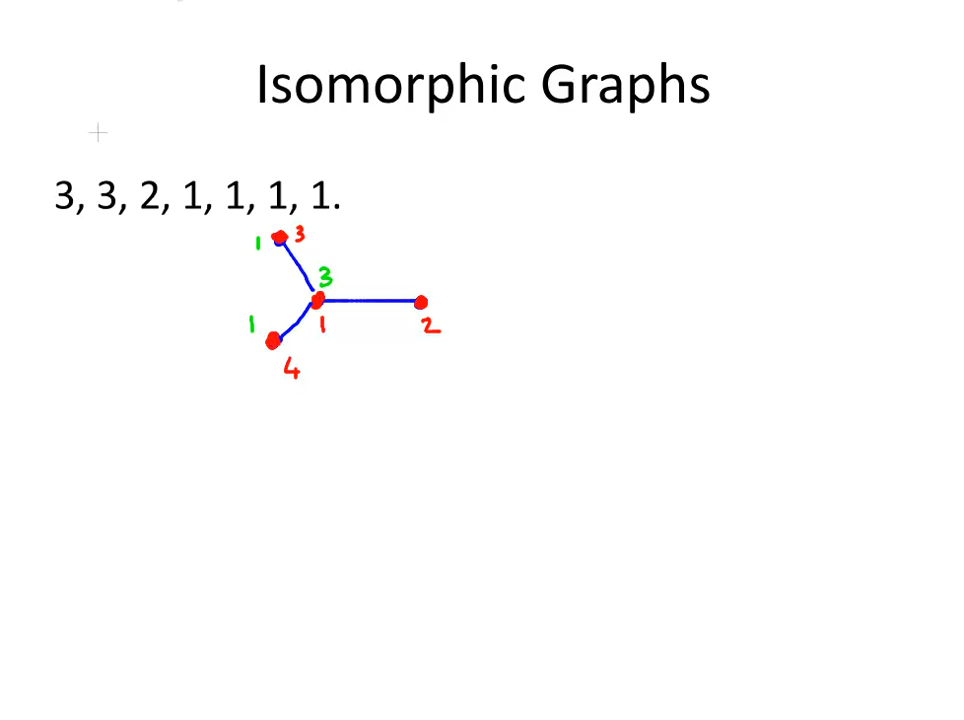 Isomorphic Graphs
3, 3, 2, 1, 1, 1, 1.
1 3
3
1 1 2
4